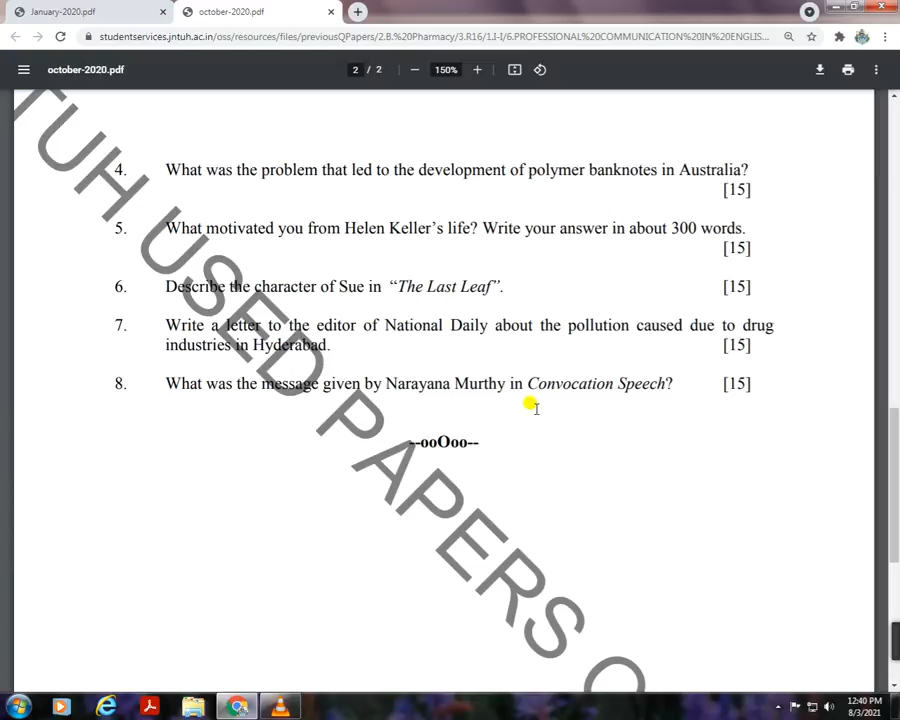 January-2020.pdf
october-2020.pdf
studentservices.jntuh.ac.in/oss/resources/files/previousQPapers/2.B.%20Pharmacy/3.R16/1.I-I/6.PROFESSIONAL%20COMMUNICATION%20IN%20ENGLIS...
october-2020.pdf
2 / 2
150%
4. What was the problem that led to the development of polymer banknotes in Australia?
[15]
5. What motivated you from Helen Keller's life? Write your answer in about 300 words.
[15]
6. Describe the character of Sue in "The Last Leaf". [15]
7. Write a letter to the editor of National Daily about the pollution caused due to drug
industries in Hyderabad. [15]
8. What was the message given by Narayana Murthy in Convocation Speech? [15]
--ooOoo--
TUH USED PAPERS O
12:40 PM
8/3/2021